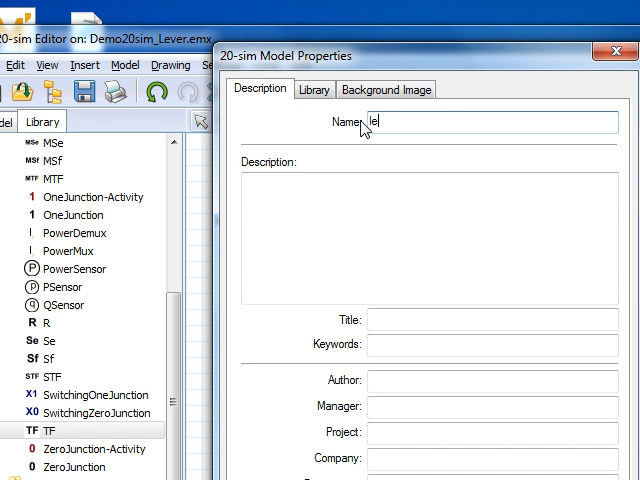 20-sim Editor on: Demo20sim_Lever.emx
20-sim Model Properties
Edit View Insert Model Drawing Se
Description Library Background Image
del Library
Name: le
MSe MSe
MSf MSf
MTF MTF
1 OneJunction-Activity
1 OneJunction
PowerDemux
PowerMux
P PowerSensor
p PSensor
q QSensor
R R
Se Se
Sf Sf
STF STF
X1 SwitchingOneJunction
X0 SwitchingZeroJunction
TF TF
0 ZeroJunction-Activity
0 ZeroJunction
Description:
Title:
Keywords:
Author:
Manager:
Project:
Company: